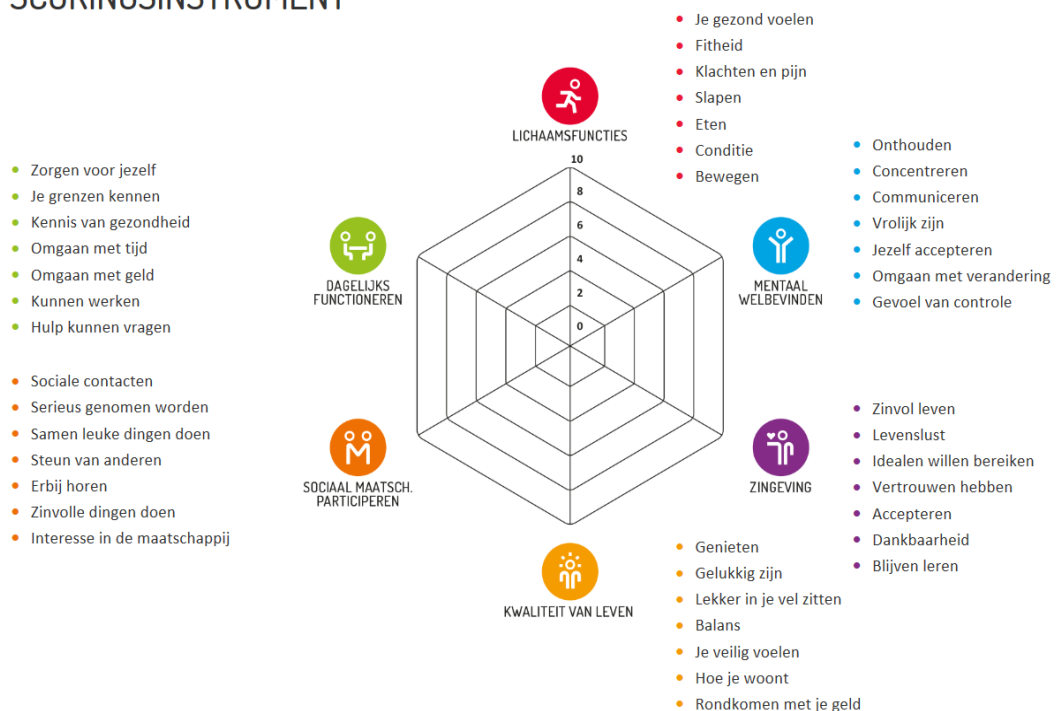 SCORINGSINSTRUMENT
Je gezond voelen
Fitheid
Klachten en pijn
Slapen
Eten
Conditie
Bewegen
LICHAAMSFUNCTIES
Onthouden
Concentreren
Communiceren
Vrolijk zijn
Jezelf accepteren
Omgaan met verandering
Gevoel van controle
MENTAAL
WELBEVINDEN
Zinvol leven
Levenslust
Idealen willen bereiken
Vertrouwen hebben
Accepteren
Dankbaarheid
Blijven leren
ZINGEVING
Genieten
Gelukkig zijn
Lekker in je vel zitten
Balans
Je veilig voelen
Hoe je woont
Rondkomen met je geld
KWALITEIT VAN LEVEN
Sociale contacten
Serieus genomen worden
Samen leuke dingen doen
Steun van anderen
Erbij horen
Zinvolle dingen doen
Interesse in de maatschappij
SOCIAAL MAATSCH.
PARTICIPEREN
Zorgen voor jezelf
Je grenzen kennen
Kennis van gezondheid
Omgaan met tijd
Omgaan met geld
Kunnen werken
Hulp kunnen vragen
DAGELIJKS
FUNCTIONEREN
10
8
6
4
2
0